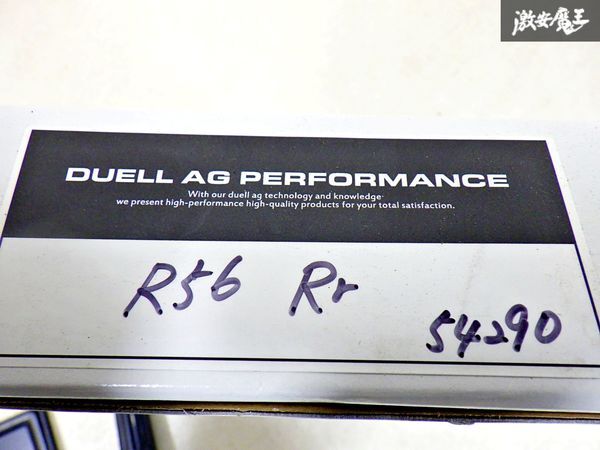 激安魔王
DUELL AG PERFORMANCE
With our duell ag technology and knowledge
we present high-performance high-quality products for your total satisfaction.
R56 Rr
54290